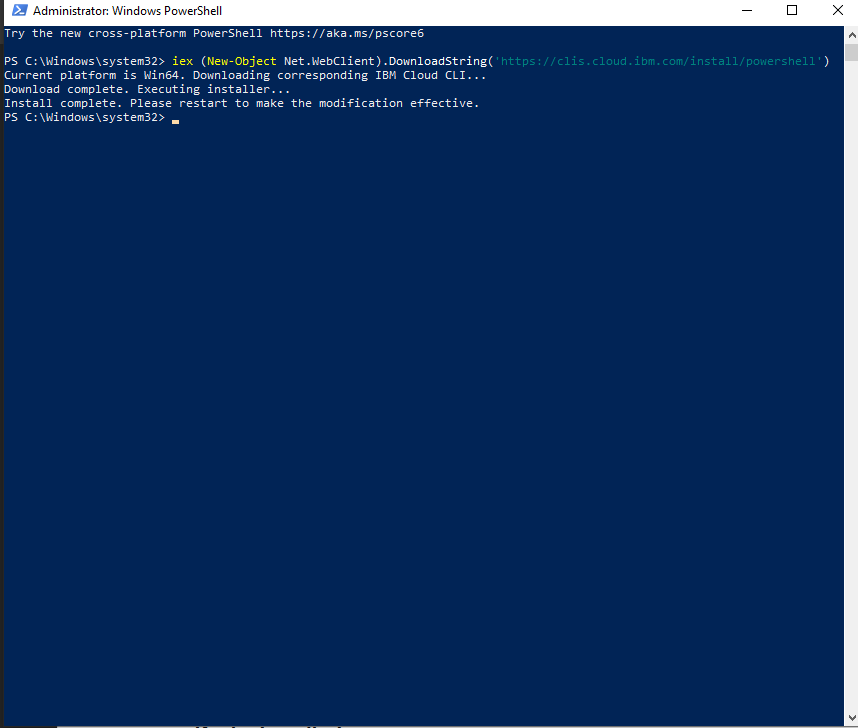 Administrator: Windows PowerShell
Try the new cross-platform PowerShell https://aka.ms/pscore6
PS C:\Windows\system32> iex (New-Object Net.WebClient).DownloadString('https://clis.cloud.ibm.com/install/powershell')
Current platform is Win64. Downloading corresponding IBM Cloud CLI...
Download complete. Executing installer...
Install complete. Please restart to make the modification effective.
PS C:\Windows\system32>